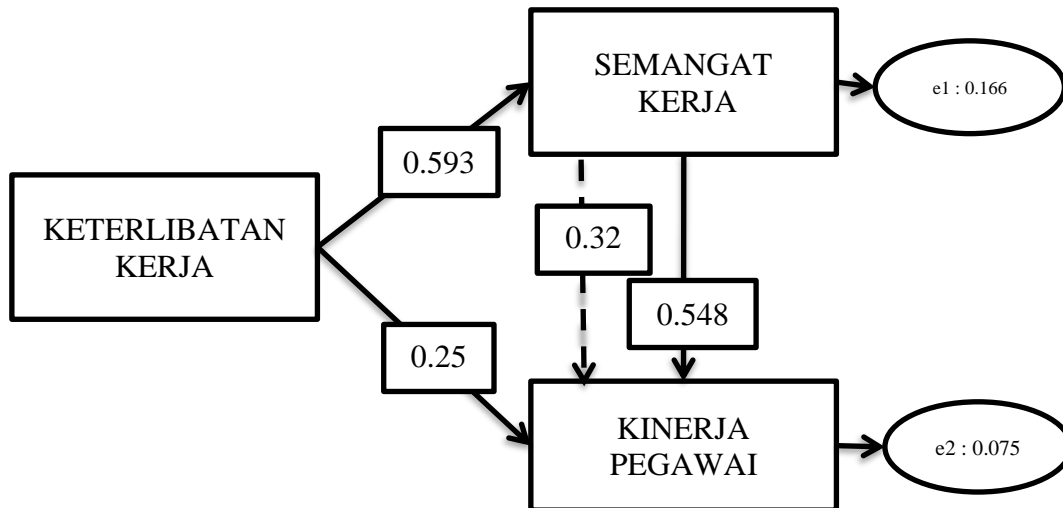 SEMANGAT
KERJA
e1 : 0.166
0.593
KETERLIBATAN
KERJA
0.32
0.548
0.25
KINERJA
PEGAWAI
e2 : 0.075